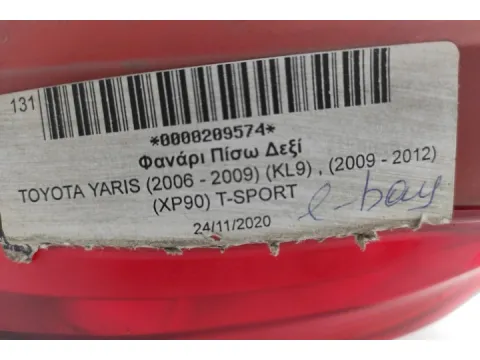 131
*0000209574*
Φανάρι Πίσω Δεξί
TOYOTA YARIS (2006 - 2009) (KL9) , (2009 - 2012)
(XP90) T-SPORT
24/11/2020
e-bay